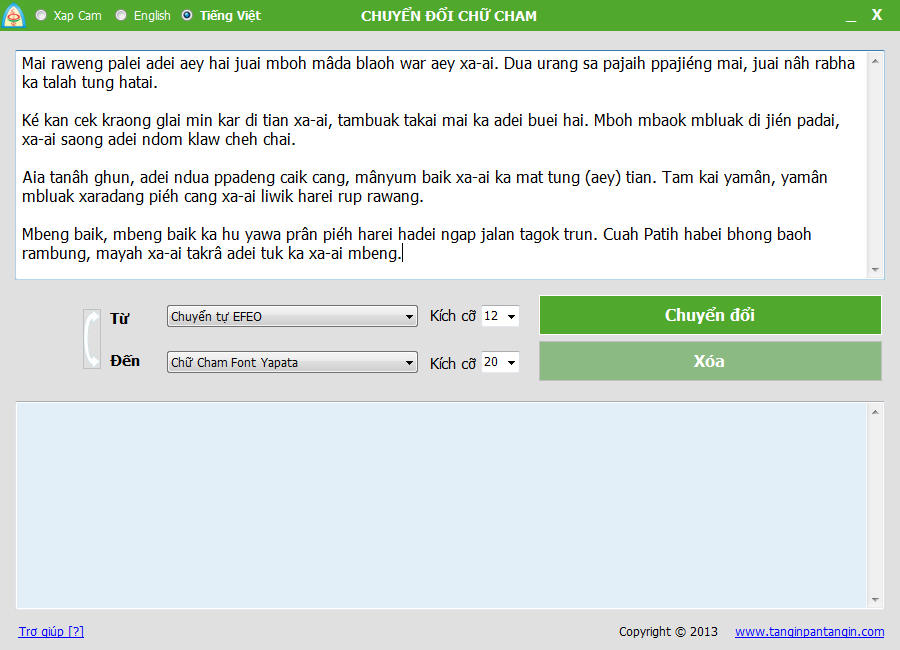 Xap Cam English Tiếng Việt CHUYỂN ĐỔI CHỮ CHAM _ X
Mai raweng palei adei aey hai juai mboh mâda blaoh war aey xa-ai. Dua urang sa pajaih ppajiéng mai, juai nâh rabha
ka talah tung hatai.
Ké kan cek kraong glai min kar di tian xa-ai, tambuak takai mai ka adei buei hai. Mboh mbaok mbluak di jién padai,
xa-ai saong adei ndom klaw cheh chai.
Aia tanâh ghun, adei ndua ppadeng caik cang, mânyum baik xa-ai ka mat tung (aey) tian. Tam kai yamân, yamân
mbluak xaradang piéh cang xa-ai liwik harei rup rawang.
Mbeng baik, mbeng baik ka hu yawa prân piéh harei hadei ngap jalan tagok trun. Cuah Patih habei bhong baoh
rambung, mayah xa-ai takrâ adei tuk ka xa-ai mbeng.
Từ Chuyển tự EFEO Kích cỡ 12 Chuyển đổi
Đến Chữ Cham Font Yapata Kích cỡ 20 Xóa
Trợ giúp [?] Copyright © 2013 www.tanginpantangin.com